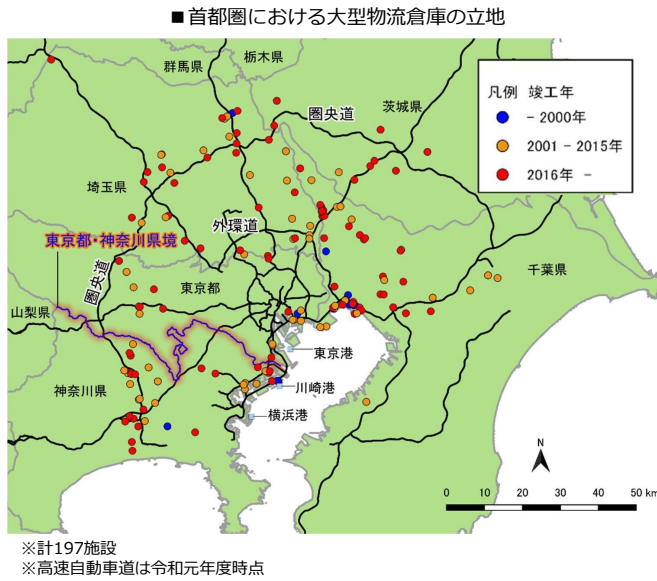 ■首都圏における大型物流倉庫の立地
栃木県
群馬県
圏央道
茨城県
凡例 竣工年
- 2000年
2001 - 2015年
2016年 -
埼玉県
外環道
東京都・神奈川県境
圏央道
東京都
千葉県
山梨県
東京港
神奈川県
川崎港
横浜港
N
0 10 20 30 40 50 km
※計197施設
※高速自動車道は令和元年度時点